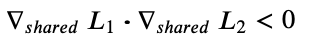 ∇shared L1 · ∇shared L2 < 0